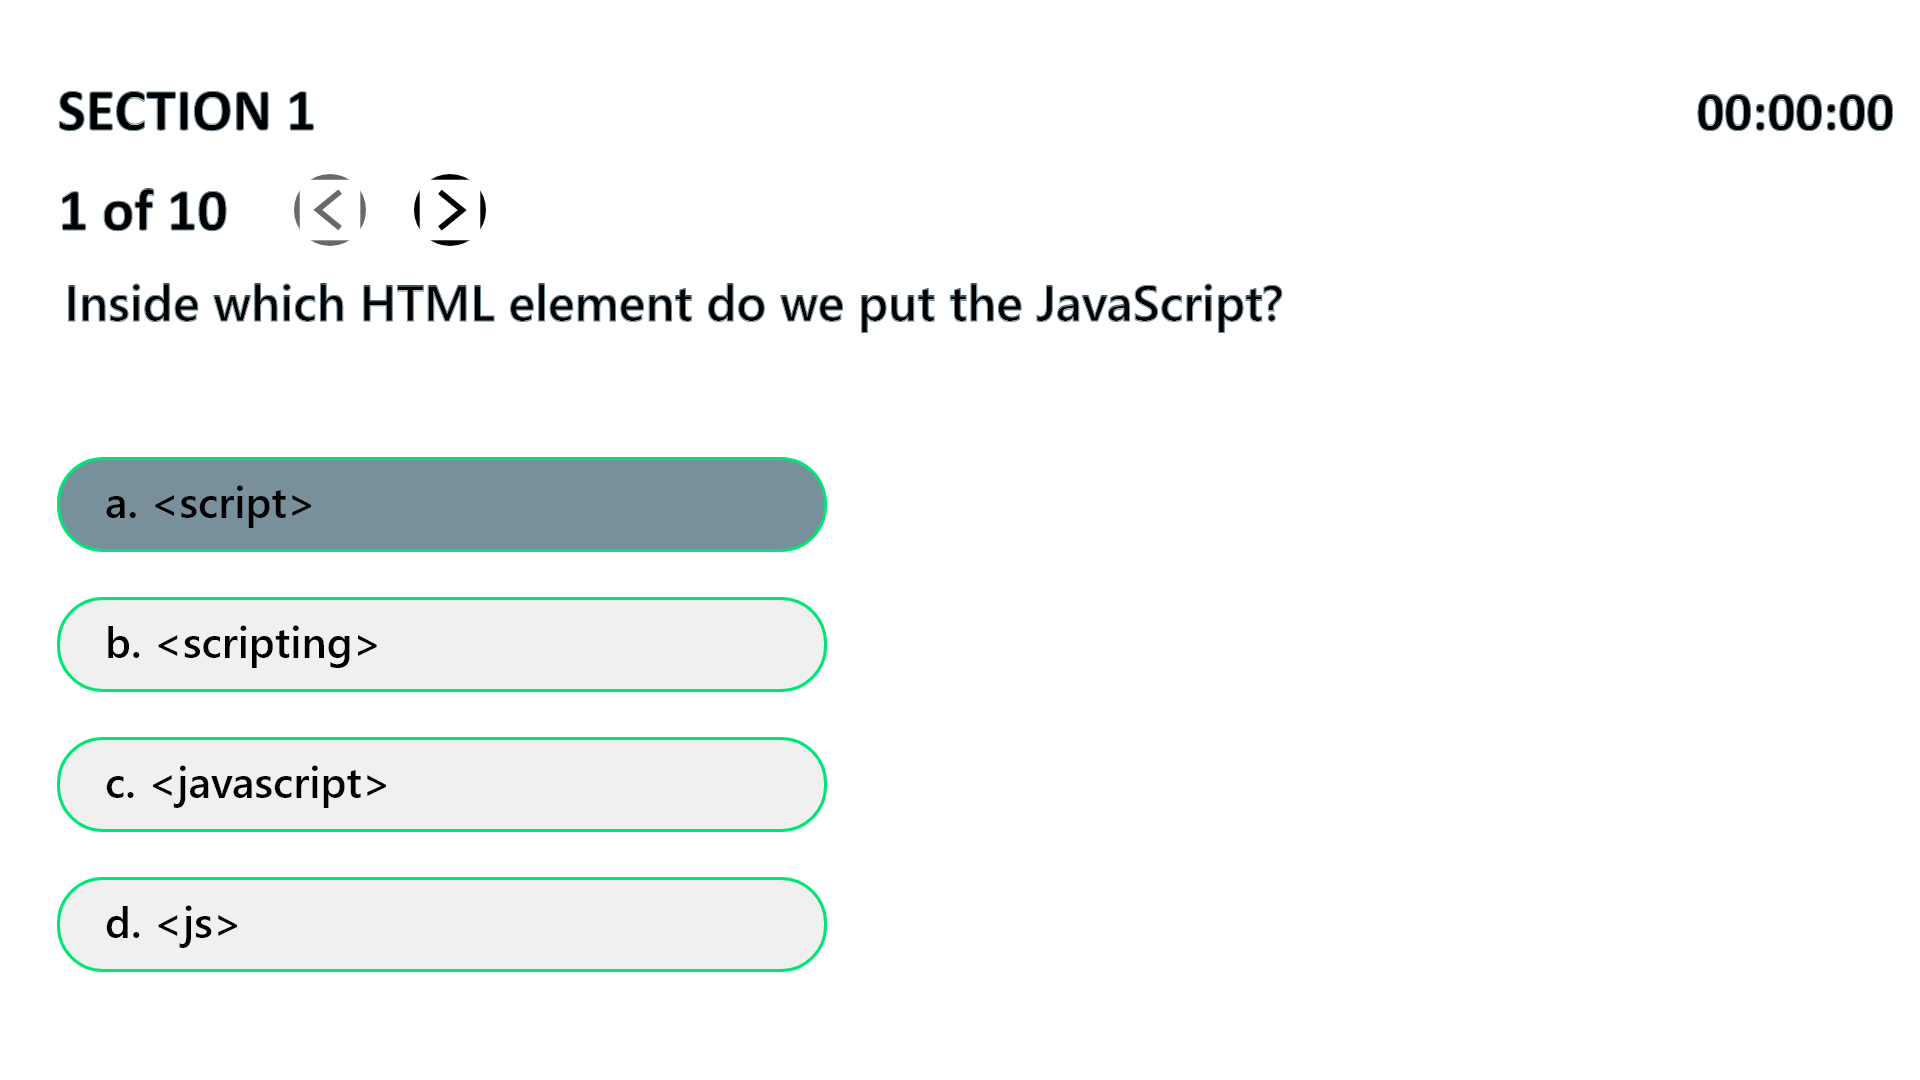 SECTION 1
00:00:00
1 of 10
Inside which HTML element do we put the JavaScript?
a. <script>
b. <scripting>
c. <javascript>
d. <js>